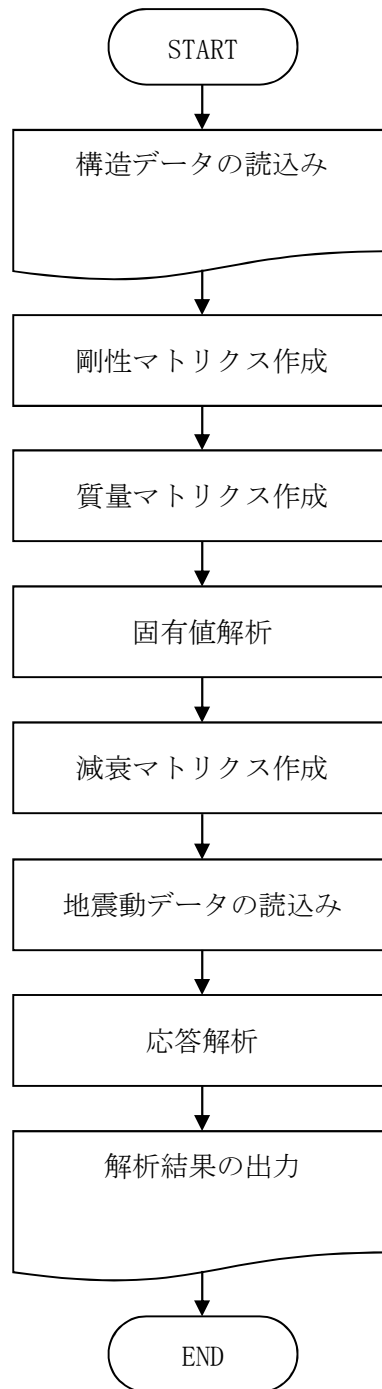 START
構造データの読込み
剛性マトリクス作成
質量マトリクス作成
固有値解析
減衰マトリクス作成
地震動データの読込み
応答解析
解析結果の出力
END